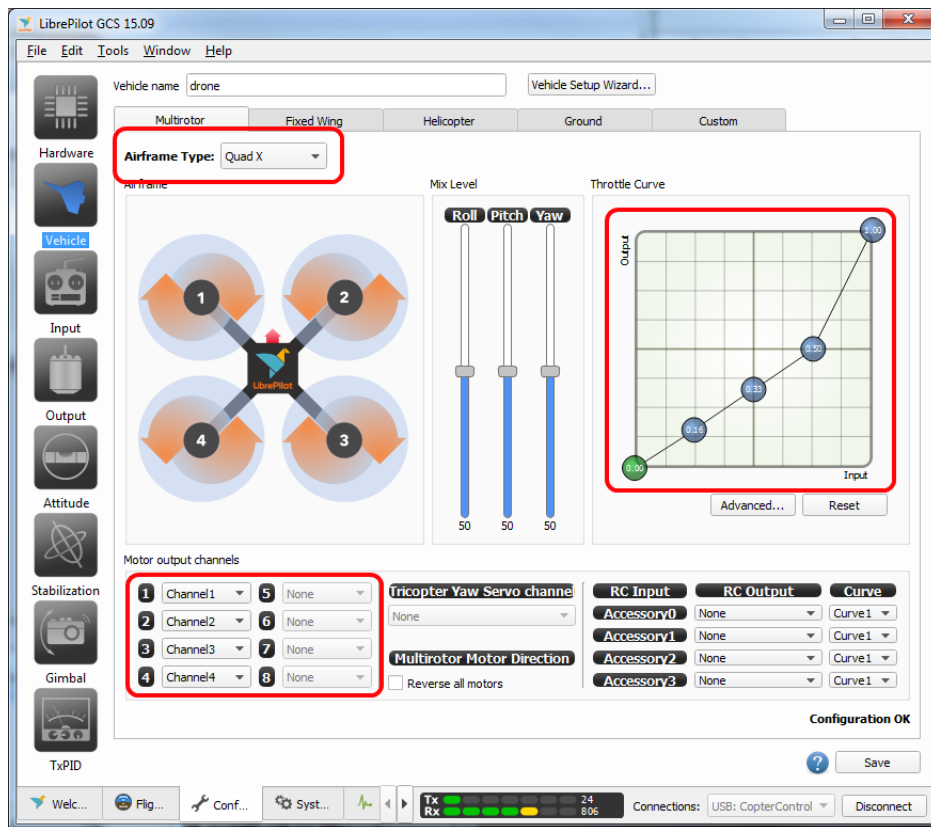 LibrePilot GCS 15.09
File Edit Tools Window Help
Vehicle name drone Vehicle Setup Wizard...
Multirotor Fixed Wing Helicopter Ground Custom
Hardware
Vehicle
Input
Output
Attitude
Stabilization
Gimbal
TxPID
Airframe Type: Quad X
Airframe
1 2
LibrePilot
4 3
Mix Level
Roll Pitch Yaw
50 50 50
Throttle Curve
Output
1.00
0.50
0.33
0.16
0.00
Input
Advanced... Reset
Motor output channels
1 Channel1 5 None
2 Channel2 6 None
3 Channel3 7 None
4 Channel4 8 None
Tricopter Yaw Servo channe
None
Multirotor Motor Direction
Reverse all motors
RC Input RC Output Curve
Accessory0 None Curve1
Accessory1 None Curve1
Accessory2 None Curve1
Accessory3 None Curve1
Configuration OK
? Save
Welc... Flig... Conf... Syst...
Tx 24
Rx 806
Connections: USB: CopterControl Disconnect